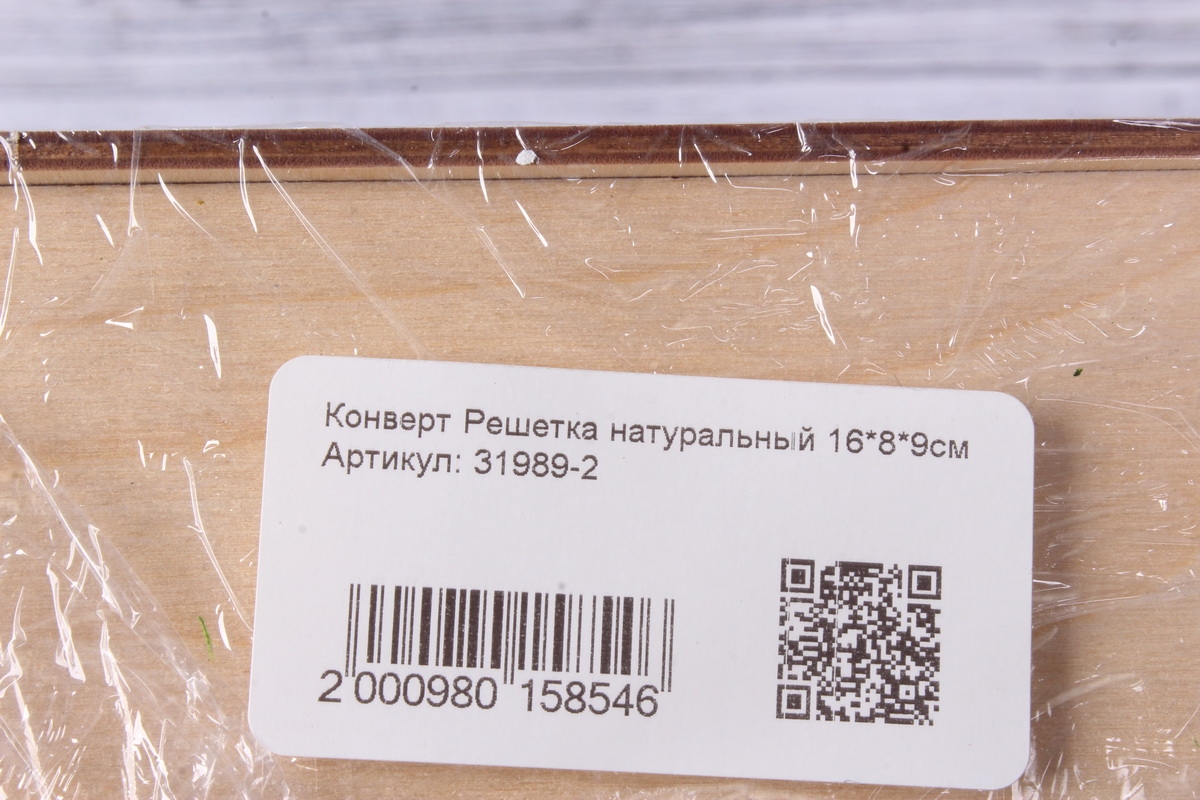 Конверт Решетка натуральный 16*8*9см
Артикул: 31989-2
2 000980 158546